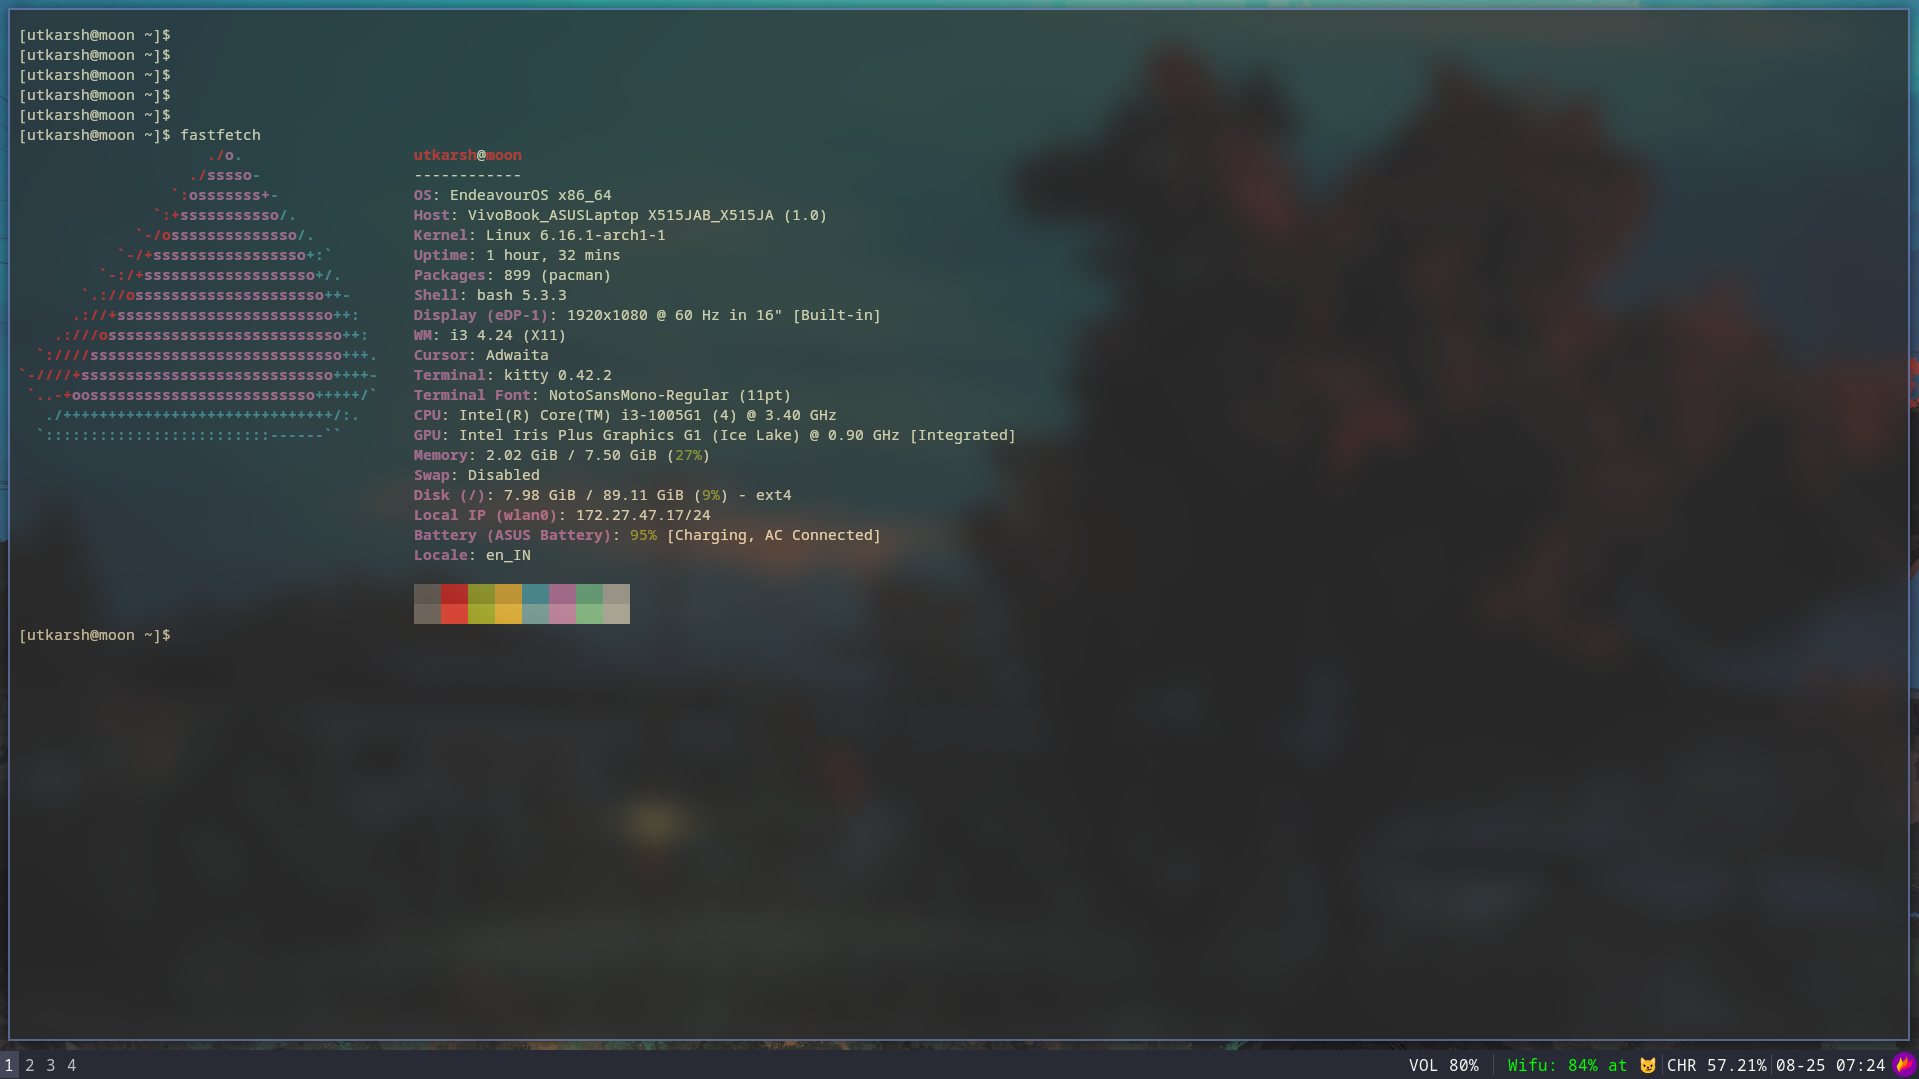 [utkarsh@moon ~]$
[utkarsh@moon ~]$
[utkarsh@moon ~]$
[utkarsh@moon ~]$
[utkarsh@moon ~]$
[utkarsh@moon ~]$ fastfetch
./o. utkarsh@moon
./sssso- ------------
`:osssssss+- OS: EndeavourOS x86_64
`:+sssssssssso/. Host: VivoBook_ASUSLaptop X515JAB_X515JA (1.0)
`-/ossssssssssssso/. Kernel: Linux 6.16.1-arch1-1
`-/+sssssssssssssssso+:` Uptime: 1 hour, 32 mins
`-:/+sssssssssssssssssso+/. Packages: 899 (pacman)
`.://osssssssssssssssssssso++- Shell: bash 5.3.3
.://+ssssssssssssssssssssssso++: Display (eDP-1): 1920x1080 @ 60 Hz in 16" [Built-in]
.:///ossssssssssssssssssssssssso++: WM: i3 4.24 (X11)
`:////ssssssssssssssssssssssssssso+++. Cursor: Adwaita
`-////+ssssssssssssssssssssssssssso++++- Terminal: kitty 0.42.2
`..-+oosssssssssssssssssssssssso+++++/` Terminal Font: NotoSansMono-Regular (11pt)
./++++++++++++++++++++++++++++++/:. CPU: Intel(R) Core(TM) i3-1005G1 (4) @ 3.40 GHz
`:::::::::::::::::::::::::------`` GPU: Intel Iris Plus Graphics G1 (Ice Lake) @ 0.90 GHz [Integrated]
Memory: 2.02 GiB / 7.50 GiB (27%)
Swap: Disabled
Disk (/): 7.98 GiB / 89.11 GiB (9%) - ext4
Local IP (wlan0): 172.27.47.17/24
Battery (ASUS Battery): 95% [Charging, AC Connected]
Locale: en_IN
[utkarsh@moon ~]$
1 2 3 4 VOL 80% Wifu: 84% at 😼 CHR 57.21% 08-25 07:24